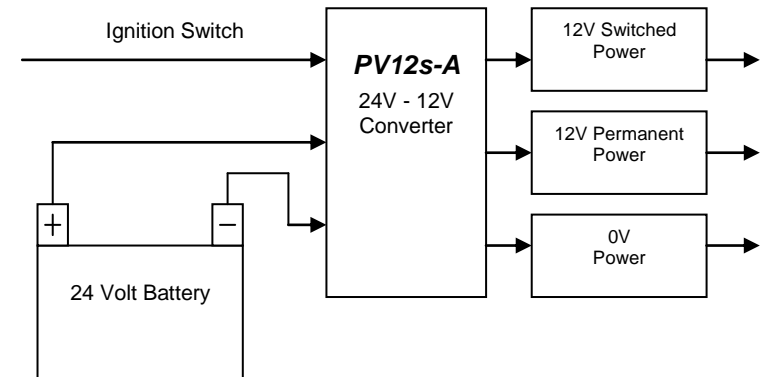 Ignition Switch
PV12s-A
24V - 12V
Converter
12V Switched
Power
12V Permanent
Power
0V
Power
+
−
24 Volt Battery